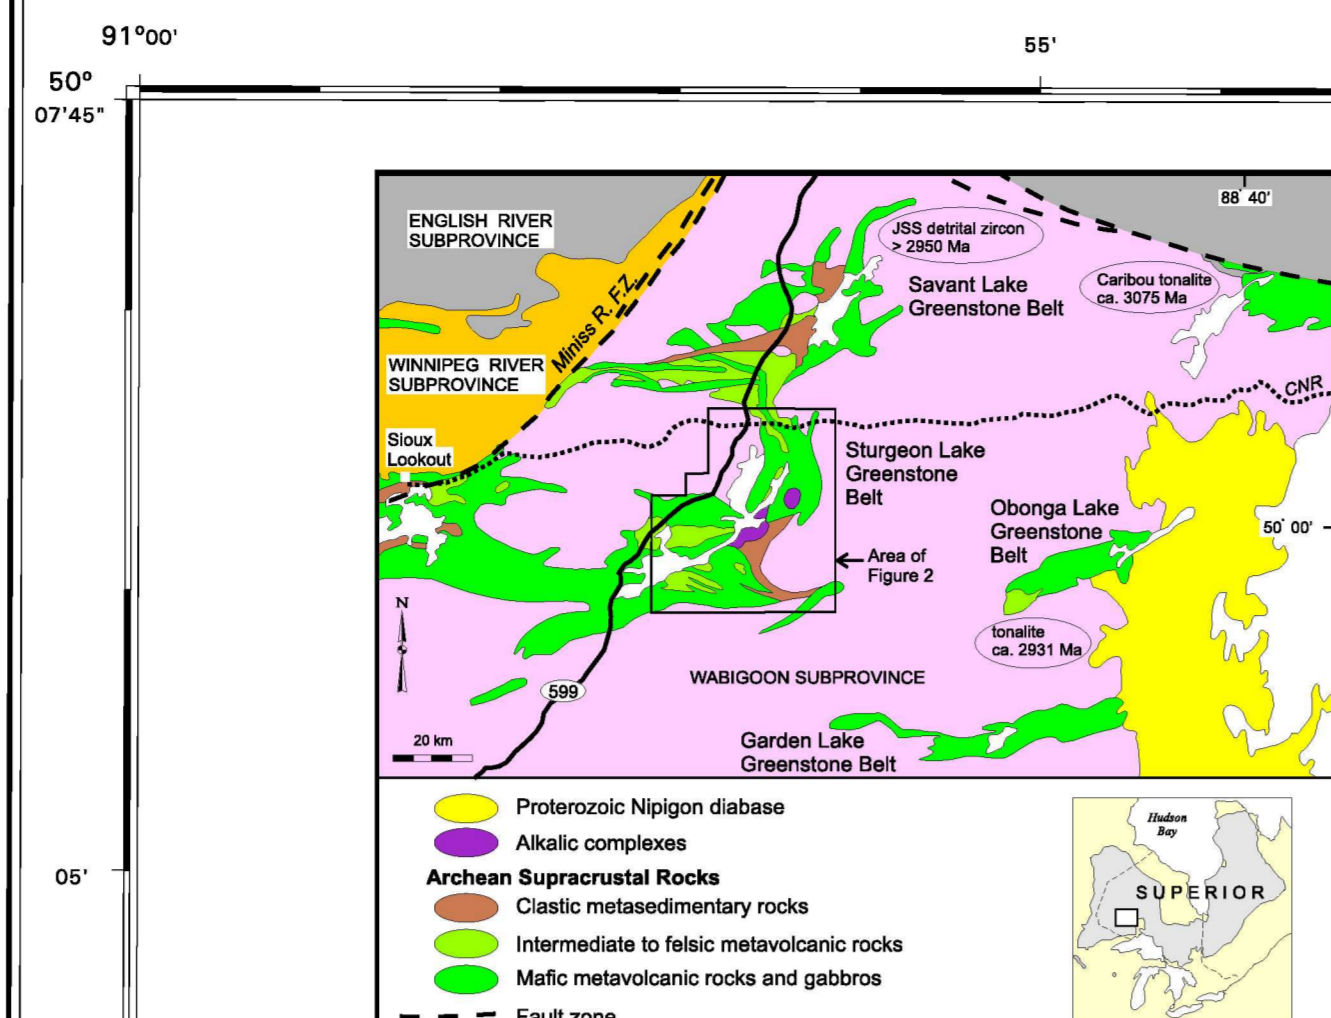 91°00'
55'
50°
07'45"
88° 40'
ENGLISH RIVER
SUBPROVINCE
JSS detrital zircon
> 2950 Ma
Caribou tonalite
ca. 3075 Ma
Savant Lake
Greenstone Belt
Miniss R. F.Z.
WINNIPEG RIVER
SUBPROVINCE
CNR
Sioux
Lookout
Sturgeon Lake
Greenstone
Belt
Obonga Lake
Greenstone
Belt
50° 00'
Area of
Figure 2
N
tonalite
ca. 2931 Ma
WABIGOON SUBPROVINCE
599
20 km
Garden Lake
Greenstone Belt
Proterozoic Nipigon diabase
Alkalic complexes
Archean Supracrustal Rocks
Clastic metasedimentary rocks
Intermediate to felsic metavolcanic rocks
Mafic metavolcanic rocks and gabbros
Fault zone
05'
Hudson
Bay
SUPERIOR